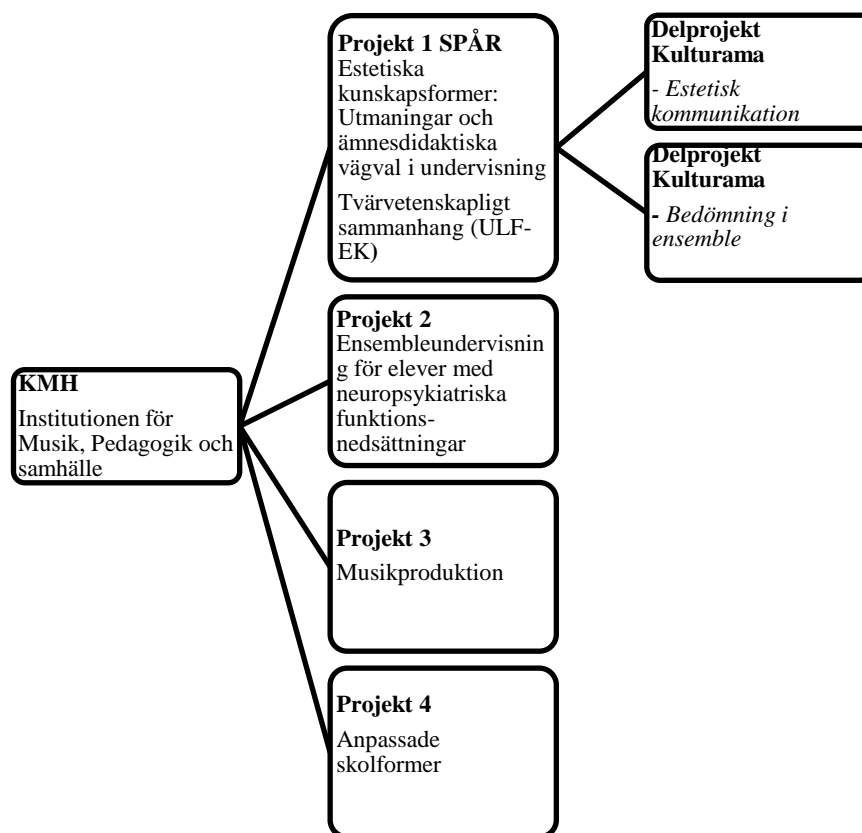 KMH
Institutionen för
Musik, Pedagogik och
samhälle
Projekt 1 SPÅR
Estetiska
kunskapsformer:
Utmaningar och
ämnesdidaktiska
vägval i undervisning
Tvärvetenskapligt
sammanhang (ULF-
EK)
Delprojekt
Kulturama
- Estetisk
kommunikation
Delprojekt
Kulturama
- Bedömning i
ensemble
Projekt 2
Ensembleundervisnin
g för elever med
neuropsykiatriska
funktions-
nedsättningar
Projekt 3
Musikproduktion
Projekt 4
Anpassade
skolformer